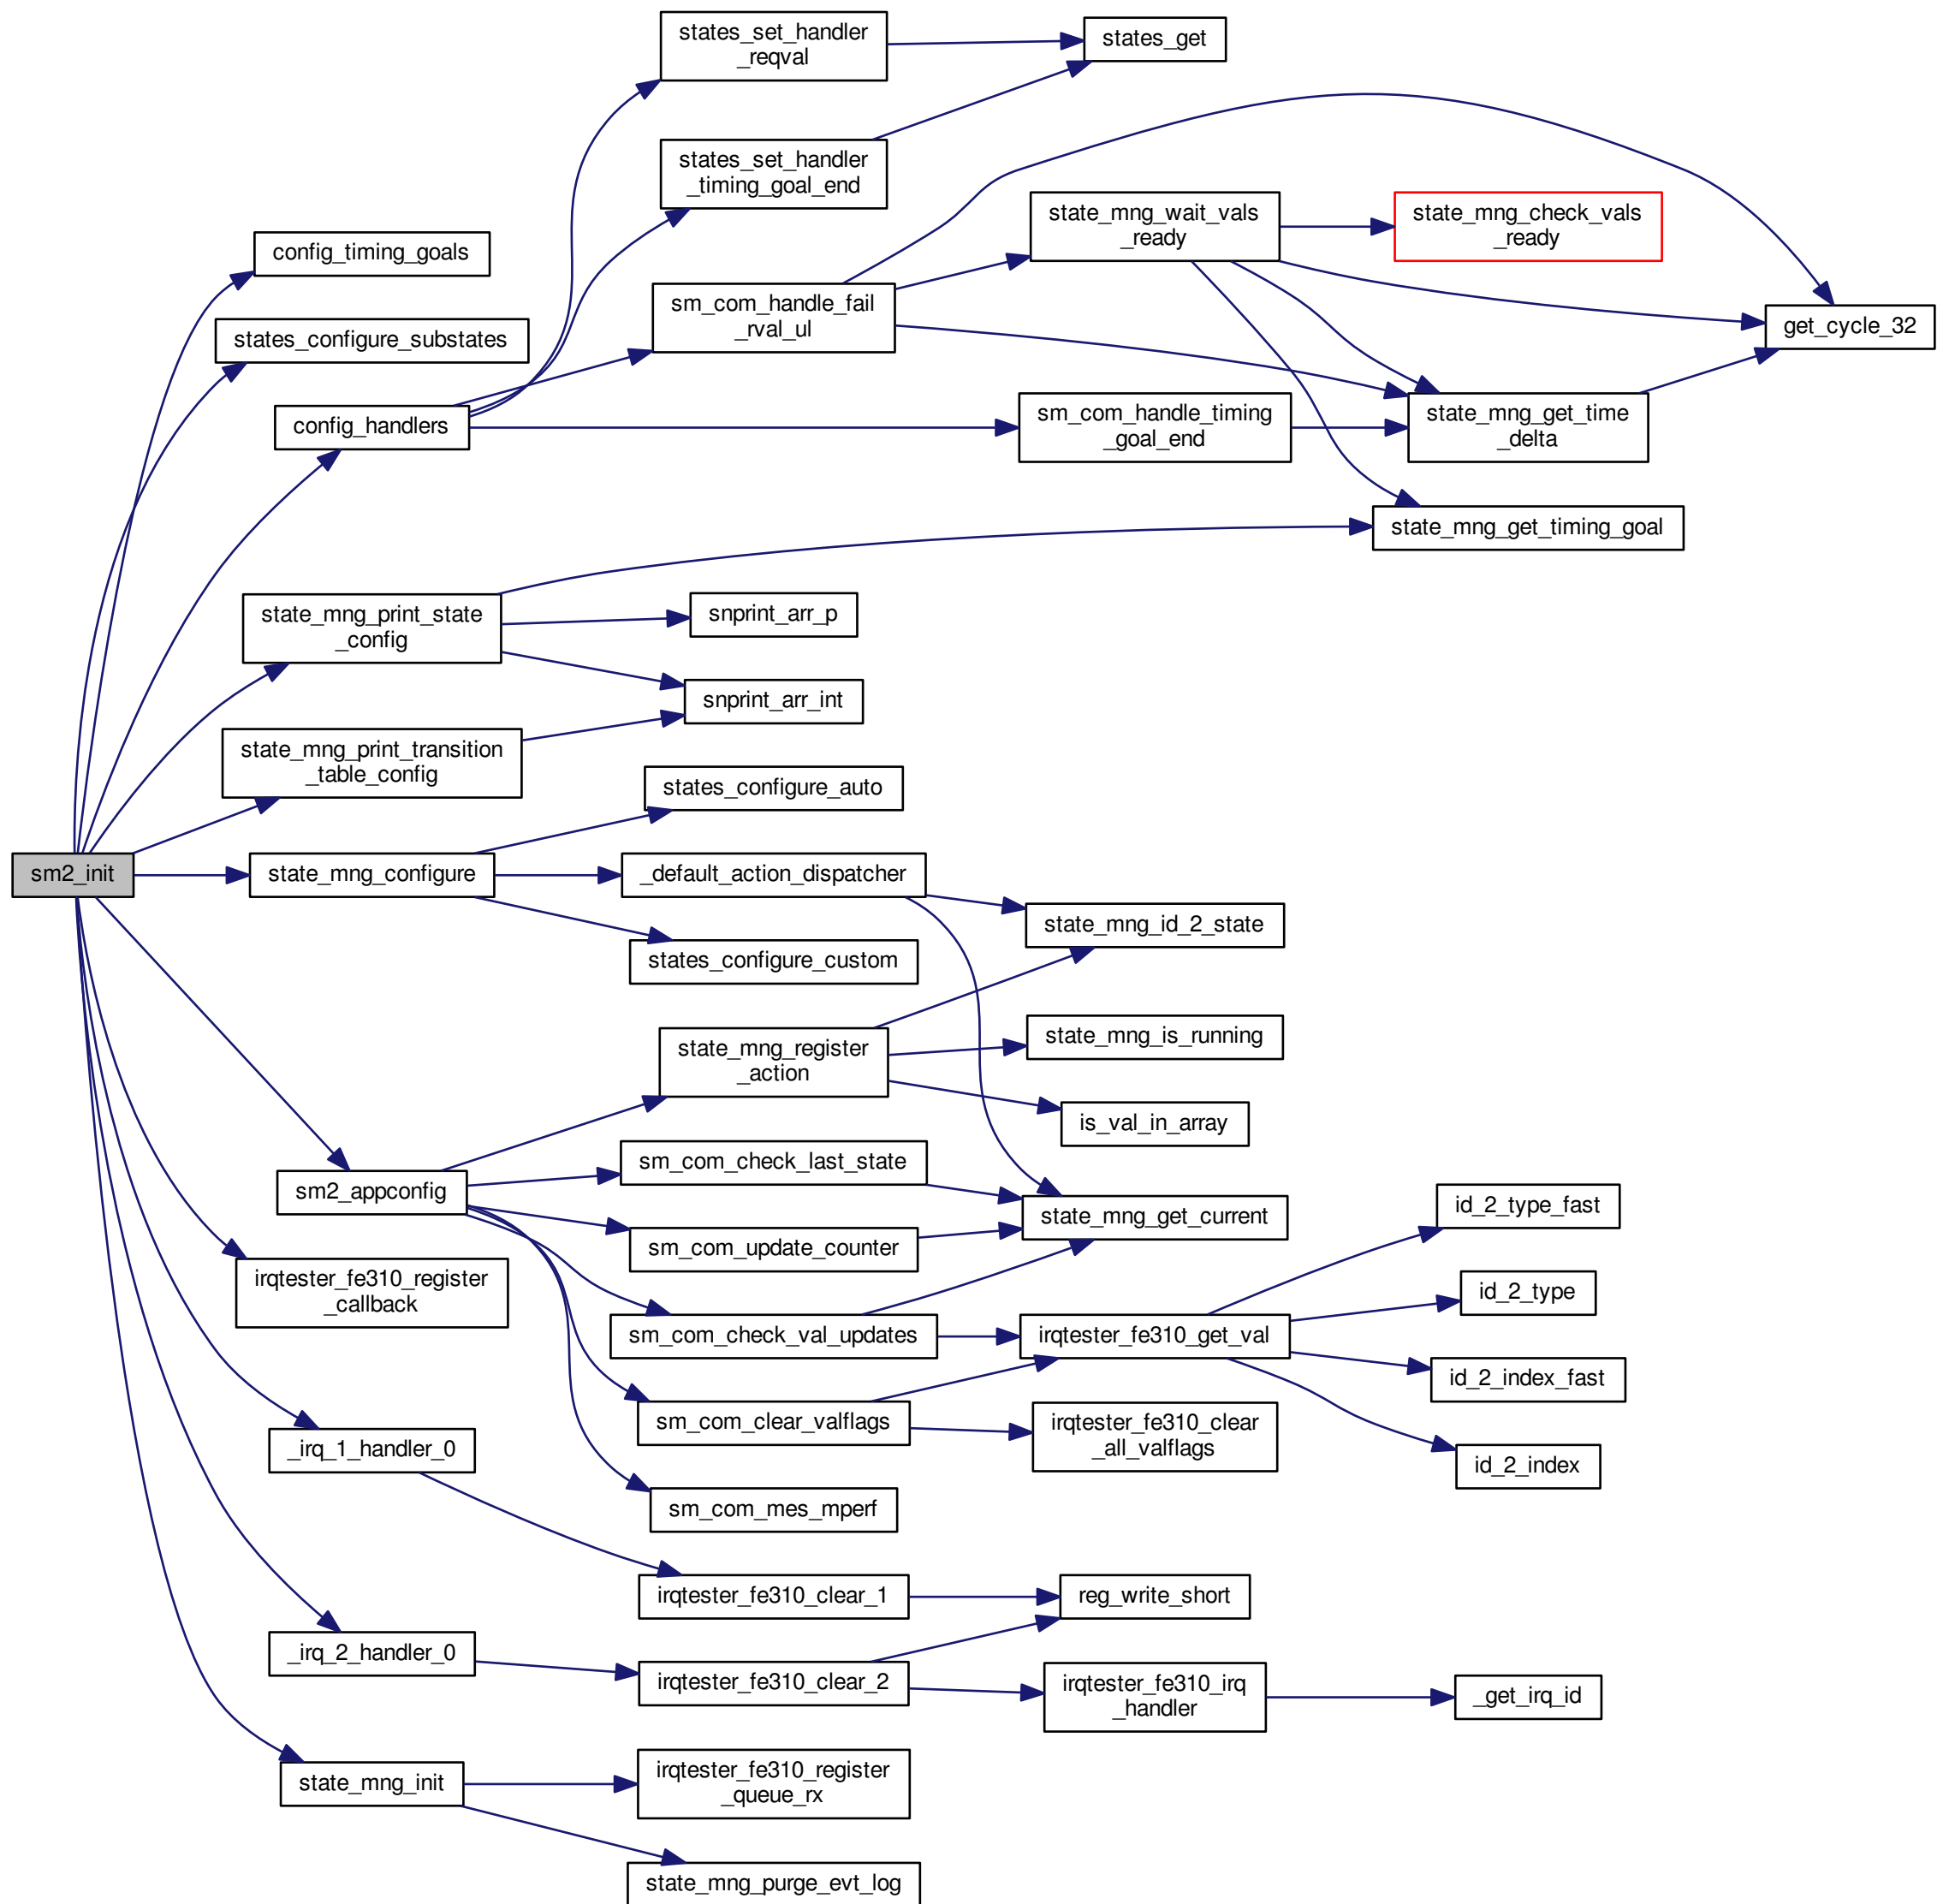 states_set_handler
_reqval
states_get
states_set_handler
_timing_goal_end
state_mng_wait_vals
_ready
state_mng_check_vals
_ready
config_timing_goals
sm_com_handle_fail
_rval_ul
get_cycle_32
states_configure_substates
config_handlers
sm_com_handle_timing
_goal_end
state_mng_get_time
_delta
state_mng_get_timing_goal
state_mng_print_state
_config
snprint_arr_p
snprint_arr_int
state_mng_print_transition
_table_config
states_configure_auto
sm2_init
state_mng_configure
_default_action_dispatcher
state_mng_id_2_state
states_configure_custom
state_mng_register
_action
state_mng_is_running
is_val_in_array
sm_com_check_last_state
sm2_appconfig
state_mng_get_current
id_2_type_fast
sm_com_update_counter
irqtester_fe310_register
_callback
id_2_type
sm_com_check_val_updates
irqtester_fe310_get_val
id_2_index_fast
sm_com_clear_valflags
irqtester_fe310_clear
_all_valflags
_irq_1_handler_0
id_2_index
sm_com_mes_mperf
irqtester_fe310_clear_1
reg_write_short
_irq_2_handler_0
irqtester_fe310_clear_2
irqtester_fe310_irq
_handler
_get_irq_id
state_mng_init
irqtester_fe310_register
_queue_rx
state_mng_purge_evt_log